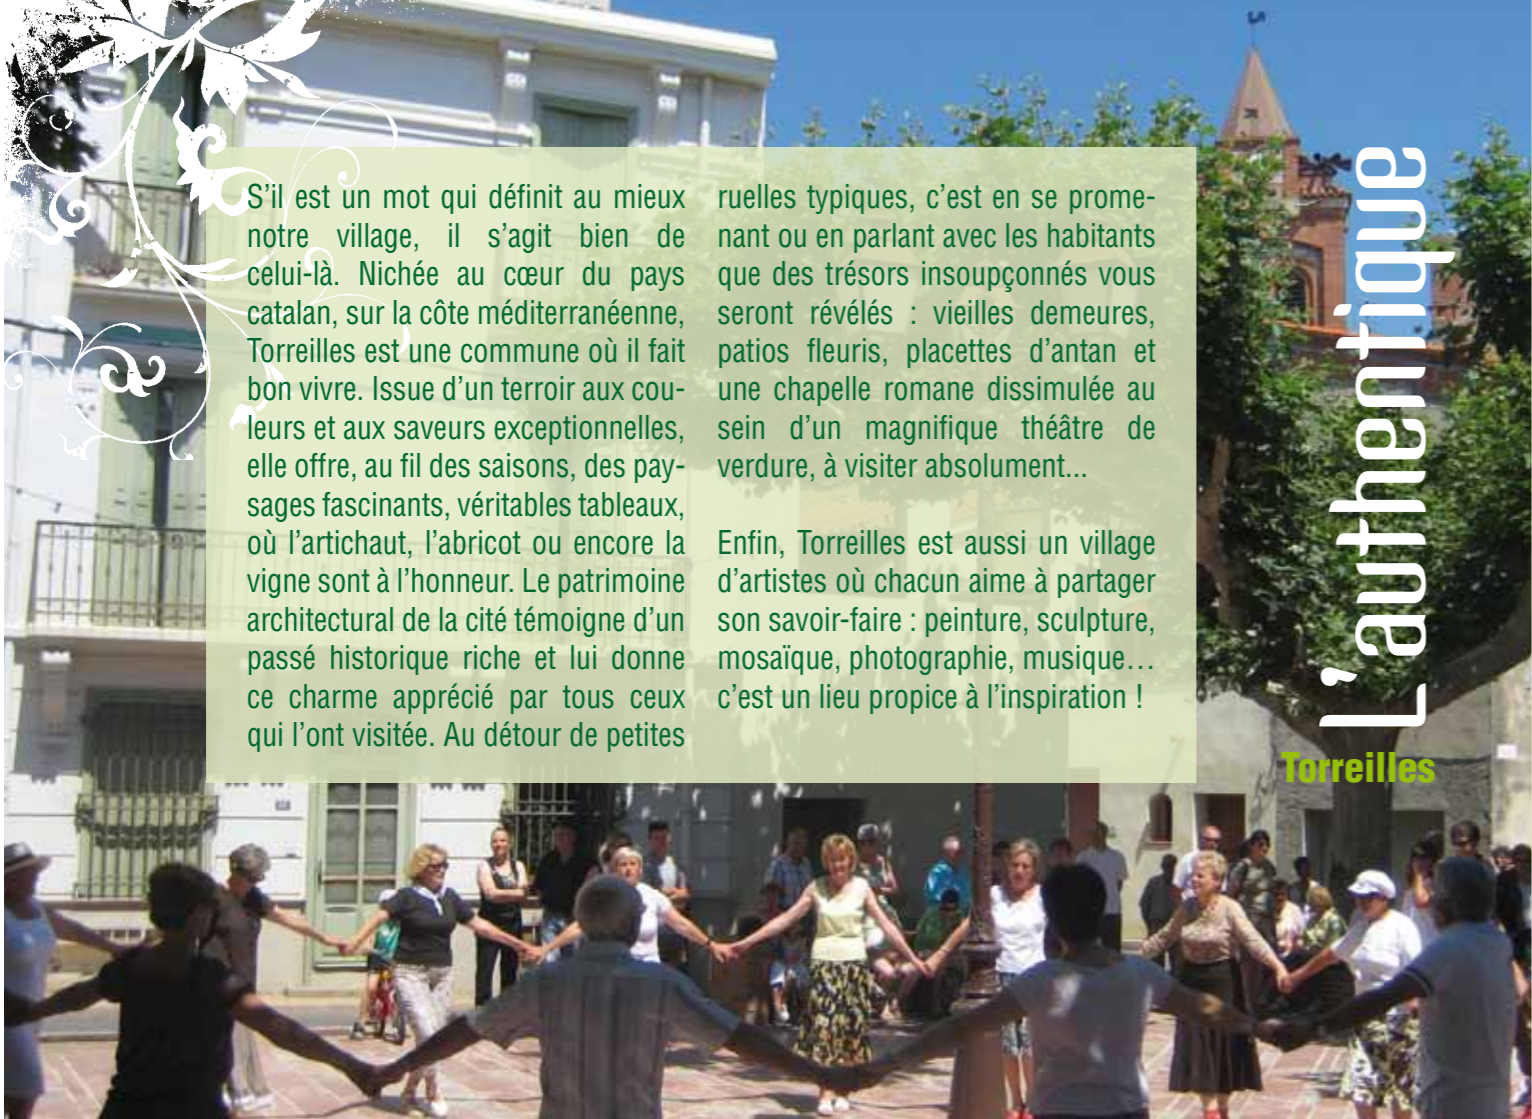 S’il est un mot qui définit au mieux
notre village, il s’agit bien de
celui-là. Nichée au cœur du pays
catalan, sur la côte méditerranéenne,
Torreilles est une commune où il fait
bon vivre. Issue d’un terroir aux cou-
leurs et aux saveurs exceptionnelles,
elle offre, au fil des saisons, des pay-
sages fascinants, véritables tableaux,
où l’artichaut, l’abricot ou encore la
vigne sont à l’honneur. Le patrimoine
architectural de la cité témoigne d’un
passé historique riche et lui donne
ce charme apprécié par tous ceux
qui l’ont visitée. Au détour de petites
ruelles typiques, c’est en se prome-
nant ou en parlant avec les habitants
que des trésors insoupçonnés vous
seront révélés : vieilles demeures,
patios fleuris, placettes d’antan et
une chapelle romane dissimulée au
sein d’un magnifique théâtre de
verdure, à visiter absolument...
Enfin, Torreilles est aussi un village
d’artistes où chacun aime à partager
son savoir-faire : peinture, sculpture,
mosaïque, photographie, musique…
c’est un lieu propice à l’inspiration !
L’authentique
Torreilles